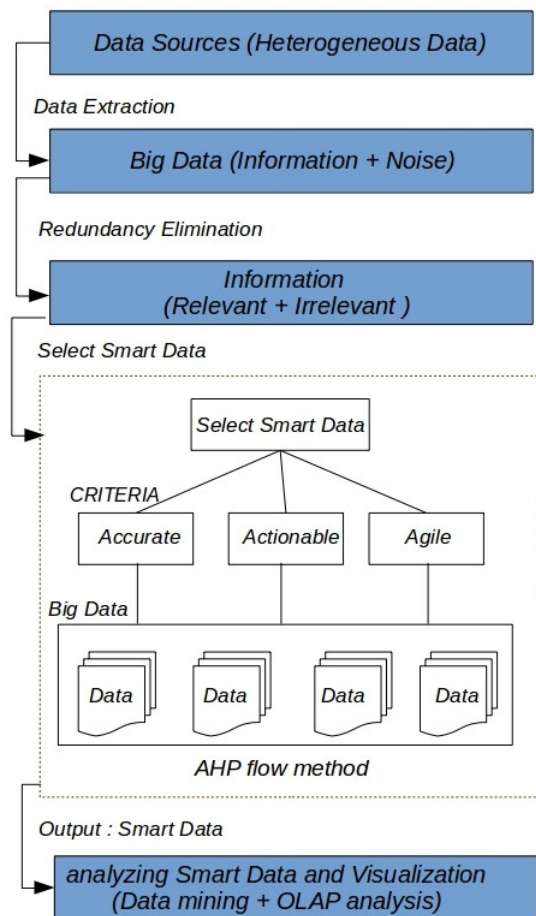 Data Sources (Heterogeneous Data)
Data Extraction
Big Data (Information + Noise)
Redundancy Elimination
Information
(Relevant + Irrelevant )
Select Smart Data
Select Smart Data
CRITERIA
Accurate Actionable Agile
Big Data
Data Data Data Data
AHP flow method
Output : Smart Data
analyzing Smart Data and Visualization
(Data mining + OLAP analysis)